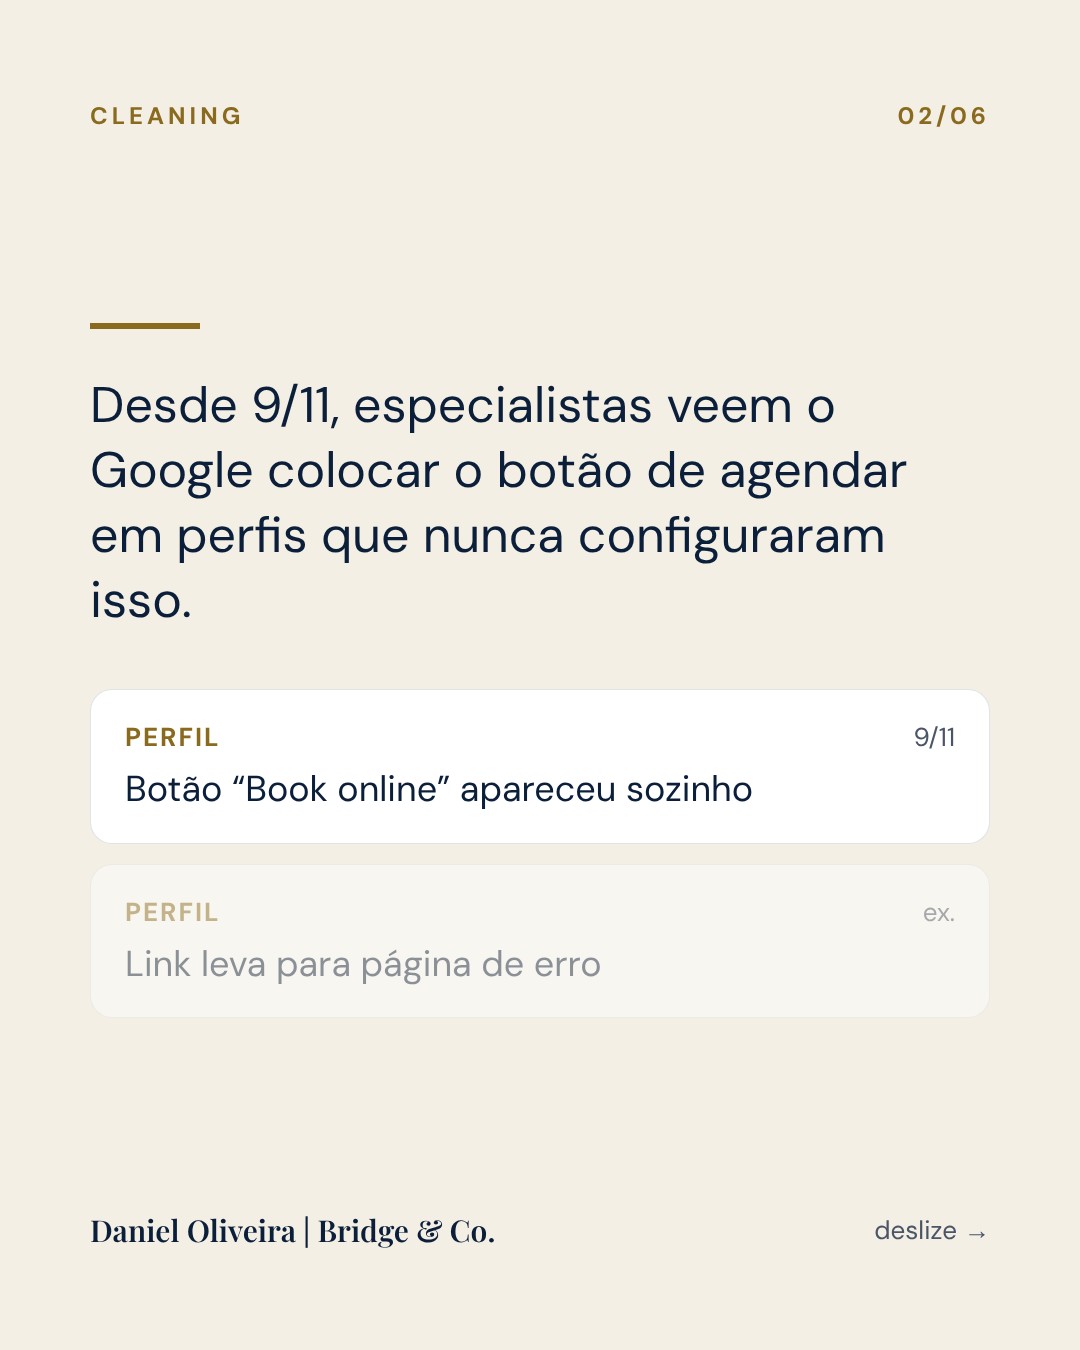 CLEANING
02/06
Desde 9/11, especialistas veem o
Google colocar o botão de agendar
em perfis que nunca configuraram
isso.
PERFIL
9/11
Botão “Book online” apareceu sozinho
PERFIL
ex.
Link leva para página de erro
Daniel Oliveira | Bridge & Co.
deslize →